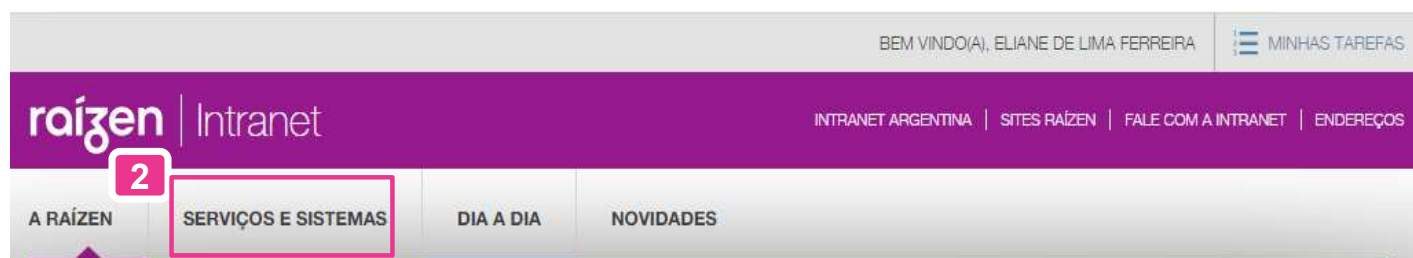 BEM VINDO(A), ELIANE DE LIMA FERREIRA MINHAS TAREFAS
raízen | Intranet INTRANET ARGENTINA | SITES RAÍZEN | FALE COM A INTRANET | ENDEREÇOS
2
A RAÍZEN SERVIÇOS E SISTEMAS DIA A DIA NOVIDADES